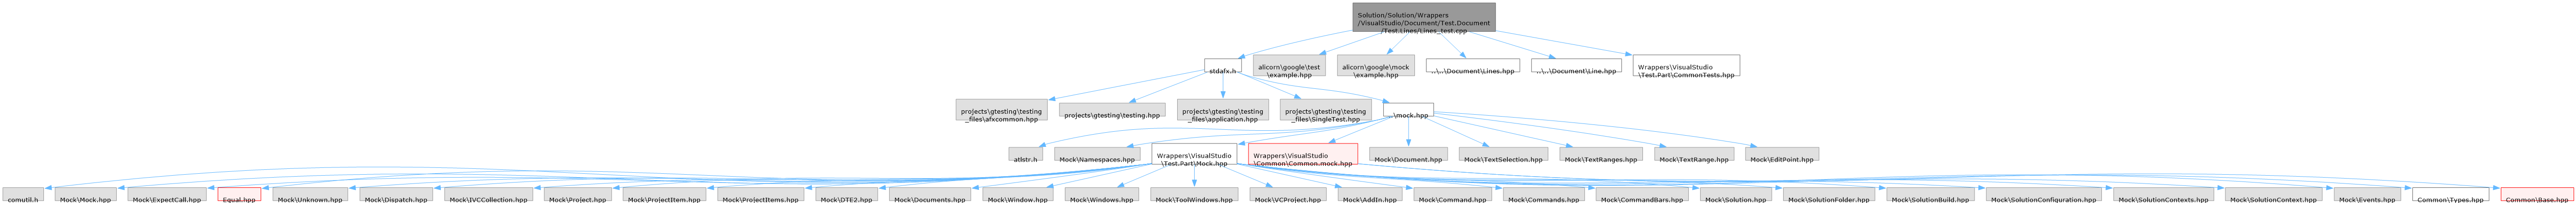 Solution/Solution/Wrappers
/VisualStudio/Document/Test.Document
/Test.Lines/Lines_test.cpp
stdafx.h
alicorn\google\test
\example.hpp
alicorn\google\mock
\example.hpp
..\..\Document\Lines.hpp
..\..\Document\Line.hpp
Wrappers\VisualStudio
\Test.Part\CommonTests.hpp
projects\gtesting\testing
_files\afxcommon.hpp
projects\gtesting\testing.hpp
projects\gtesting\testing
_files\application.hpp
projects\gtesting\testing
_files\SingleTest.hpp
.\mock.hpp
atlstr.h
Mock\Namespaces.hpp
Wrappers\VisualStudio
\Test.Part\Mock.hpp
Wrappers\VisualStudio
\Common\Common.mock.hpp
Mock\Document.hpp
Mock\TextSelection.hpp
Mock\TextRanges.hpp
Mock\TextRange.hpp
Mock\EditPoint.hpp
comutil.h
Mock\Mock.hpp
Mock\ExpectCall.hpp
Equal.hpp
Mock\Unknown.hpp
Mock\Dispatch.hpp
Mock\IVCCollection.hpp
Mock\Project.hpp
Mock\ProjectItem.hpp
Mock\ProjectItems.hpp
Mock\DTE2.hpp
Mock\Documents.hpp
Mock\Window.hpp
Mock\Windows.hpp
Mock\ToolWindows.hpp
Mock\VCProject.hpp
Mock\AddIn.hpp
Mock\Command.hpp
Mock\Commands.hpp
Mock\CommandBars.hpp
Mock\Solution.hpp
Mock\SolutionFolder.hpp
Mock\SolutionBuild.hpp
Mock\SolutionConfiguration.hpp
Mock\SolutionContexts.hpp
Mock\SolutionContext.hpp
Mock\Events.hpp
Common\Types.hpp
Common\Base.hpp